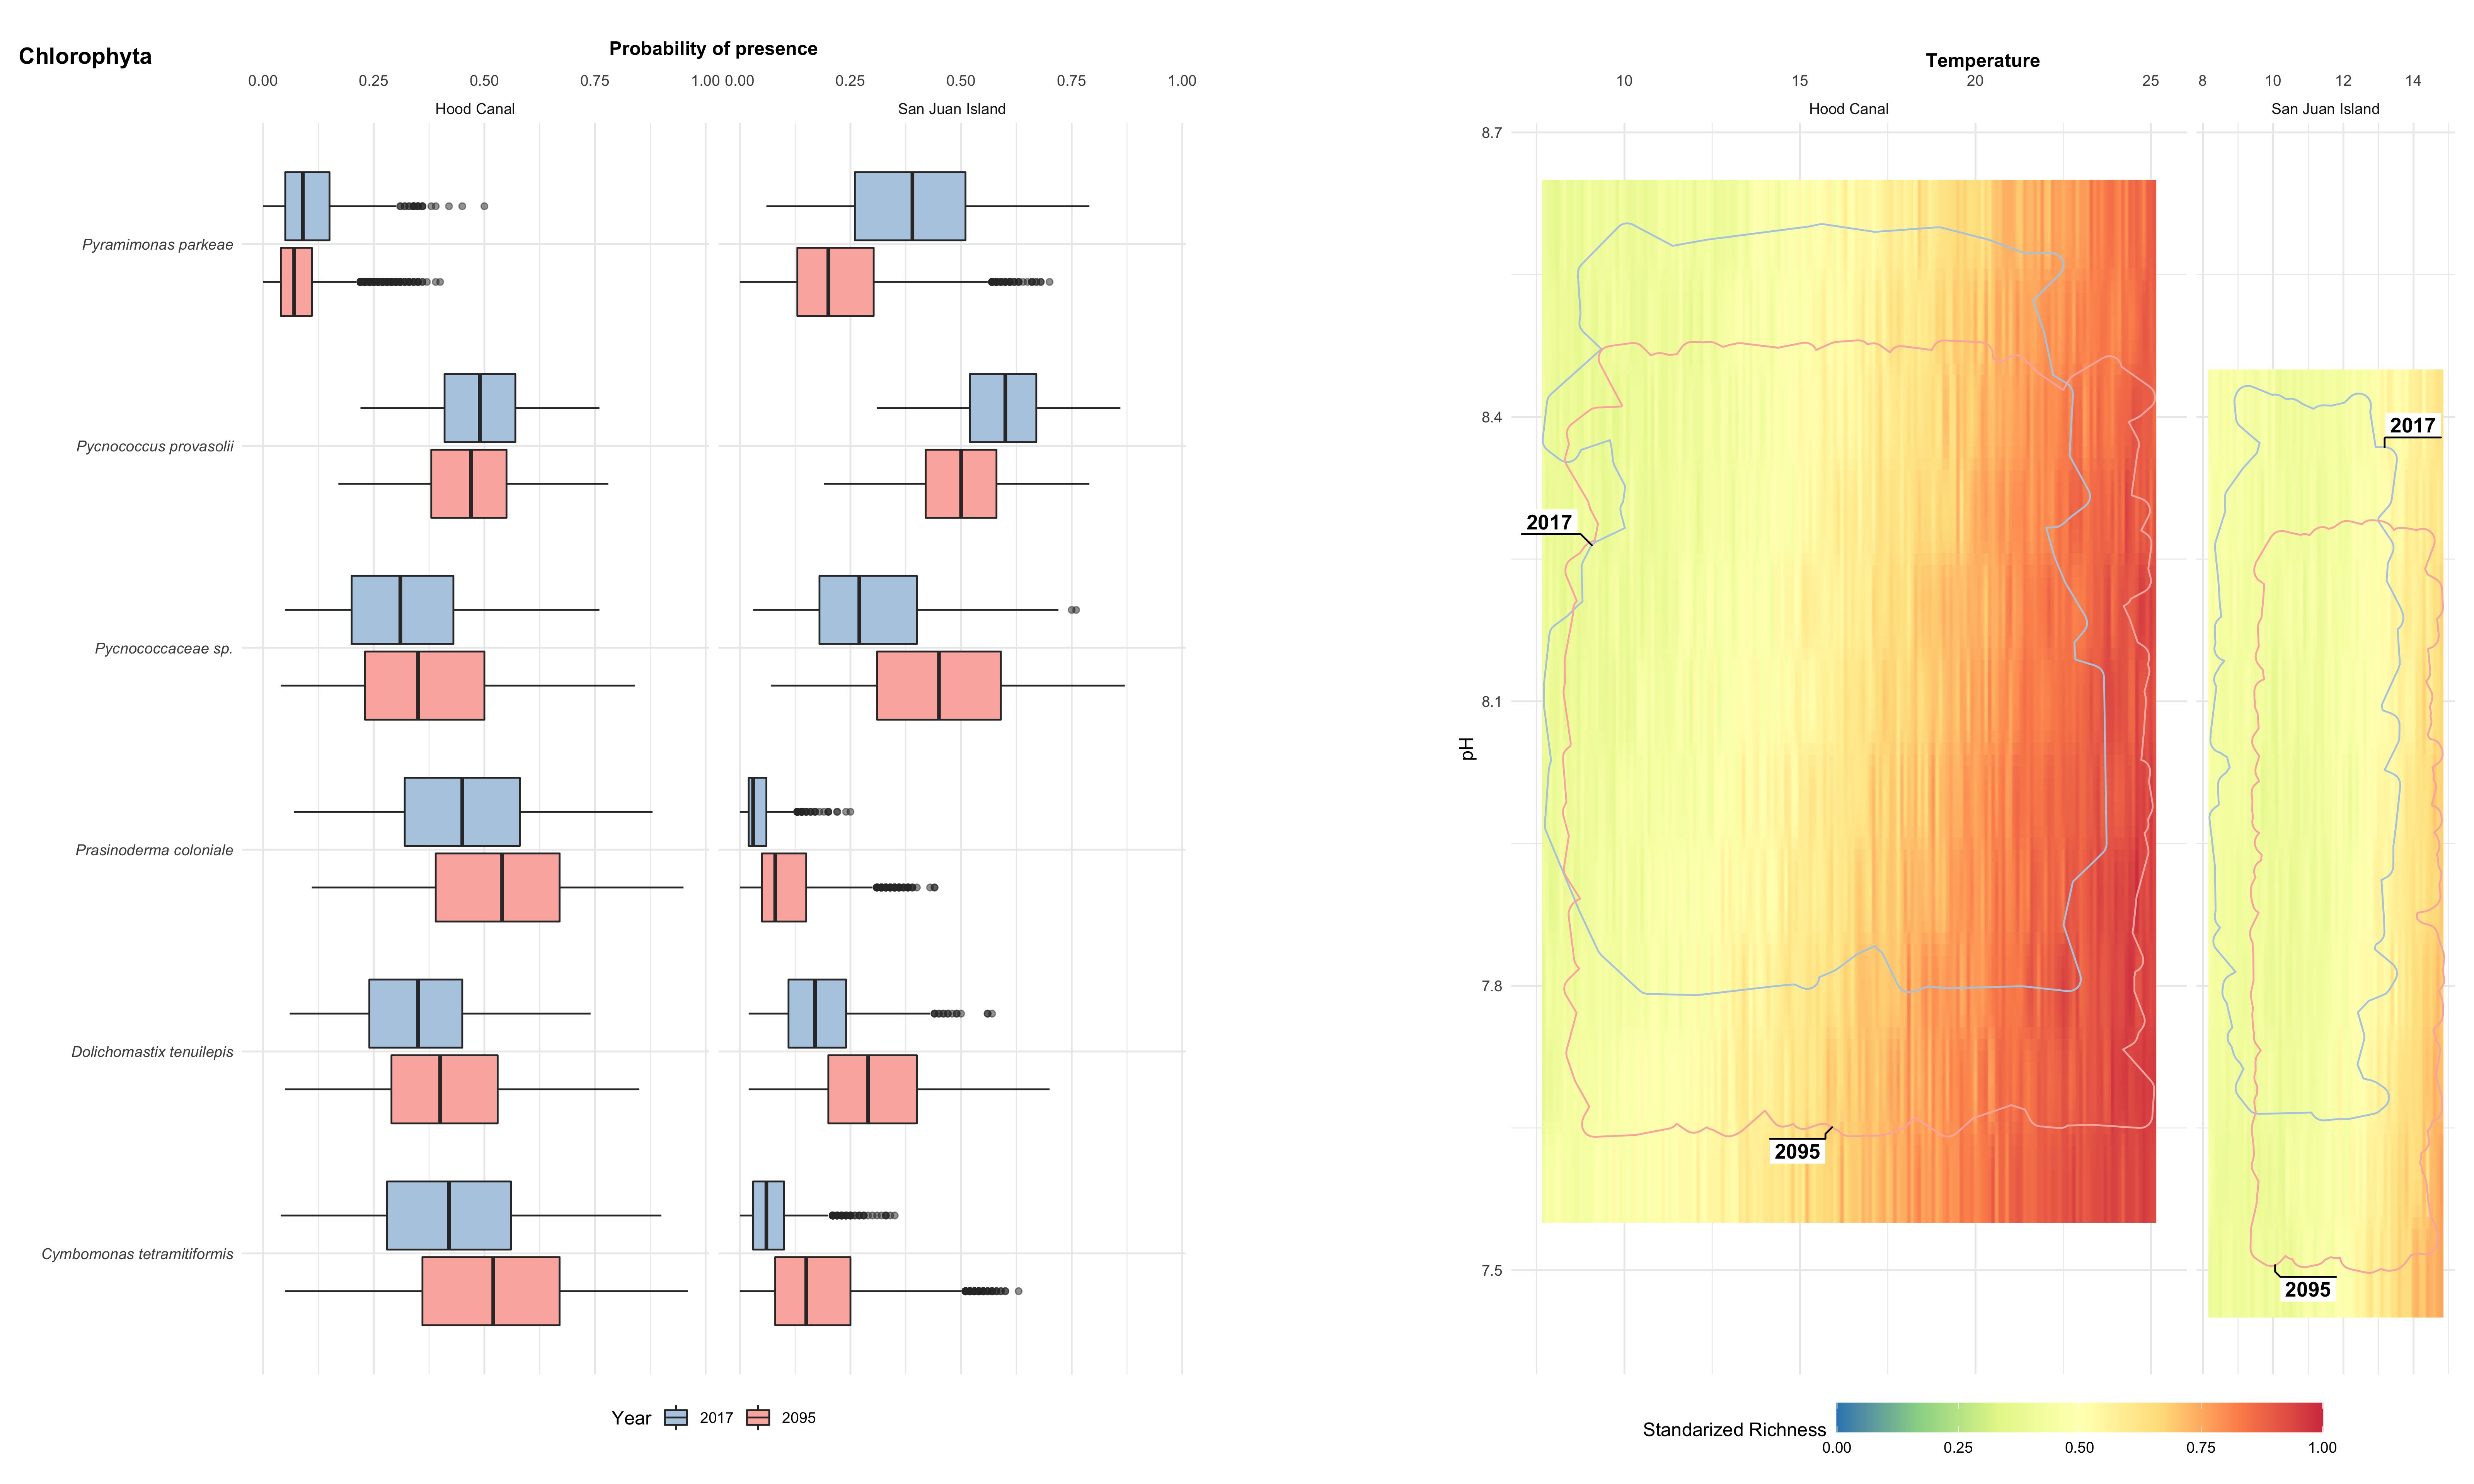 Chlorophyta
Probability of presence
0.00 0.25 0.50 0.75 1.00 0.00 0.25 0.50 0.75 1.00
Hood Canal San Juan Island
Pyramimonas parkeae
Pycnococcus provasolii
Pycnococcaceae sp.
Prasinoderma coloniale
Dolichomastix tenuilepis
Cymbomonas tetramitiformis
Year 2017 2095
Temperature
10 15 20 25 8 10 12 14
Hood Canal San Juan Island
8.7
8.4
8.1
7.8
7.5
pH
2017
2095
2017
2095
Standarized Richness
0.00 0.25 0.50 0.75 1.00